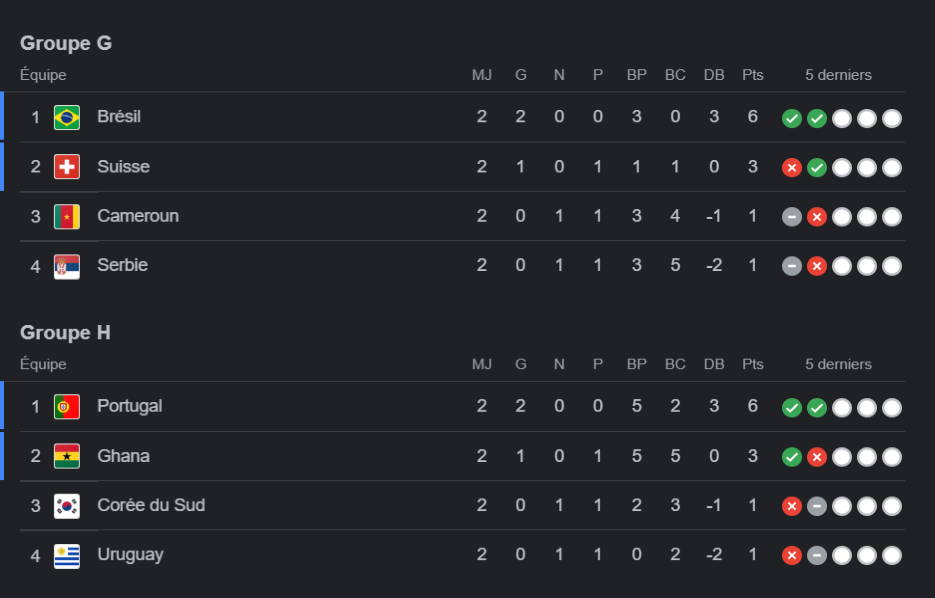 Groupe G
Équipe MJ G N P BP BC DB Pts 5 derniers
1 Brésil 2 2 0 0 3 0 3 6
2 Suisse 2 1 0 1 1 1 0 3
3 Cameroun 2 0 1 1 3 4 -1 1
4 Serbie 2 0 1 1 3 5 -2 1
Groupe H
Équipe MJ G N P BP BC DB Pts 5 derniers
1 Portugal 2 2 0 0 5 2 3 6
2 Ghana 2 1 0 1 5 5 0 3
3 Corée du Sud 2 0 1 1 2 3 -1 1
4 Uruguay 2 0 1 1 0 2 -2 1